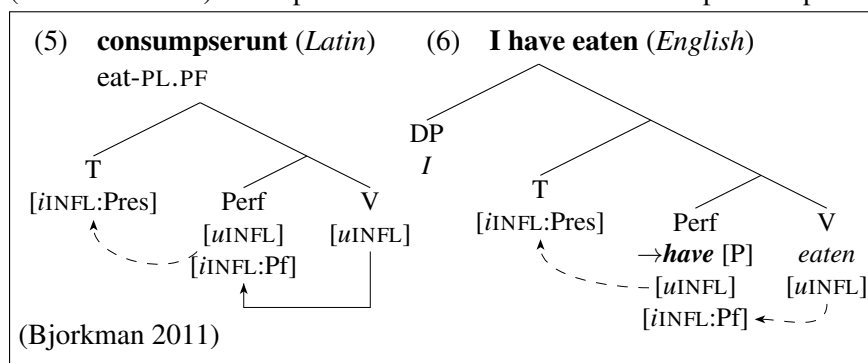 (5) consumpserunt (Latin) (6) I have eaten (English)
eat-PL.PF
DP
I
T T
[iINFL:Pres] Perf V [iINFL:Pres] Perf V
[uINFL] [uINFL] →have [P] eaten
[iINFL:Pf] [uINFL] [uINFL]
[iINFL:Pf]
(Bjorkman 2011)